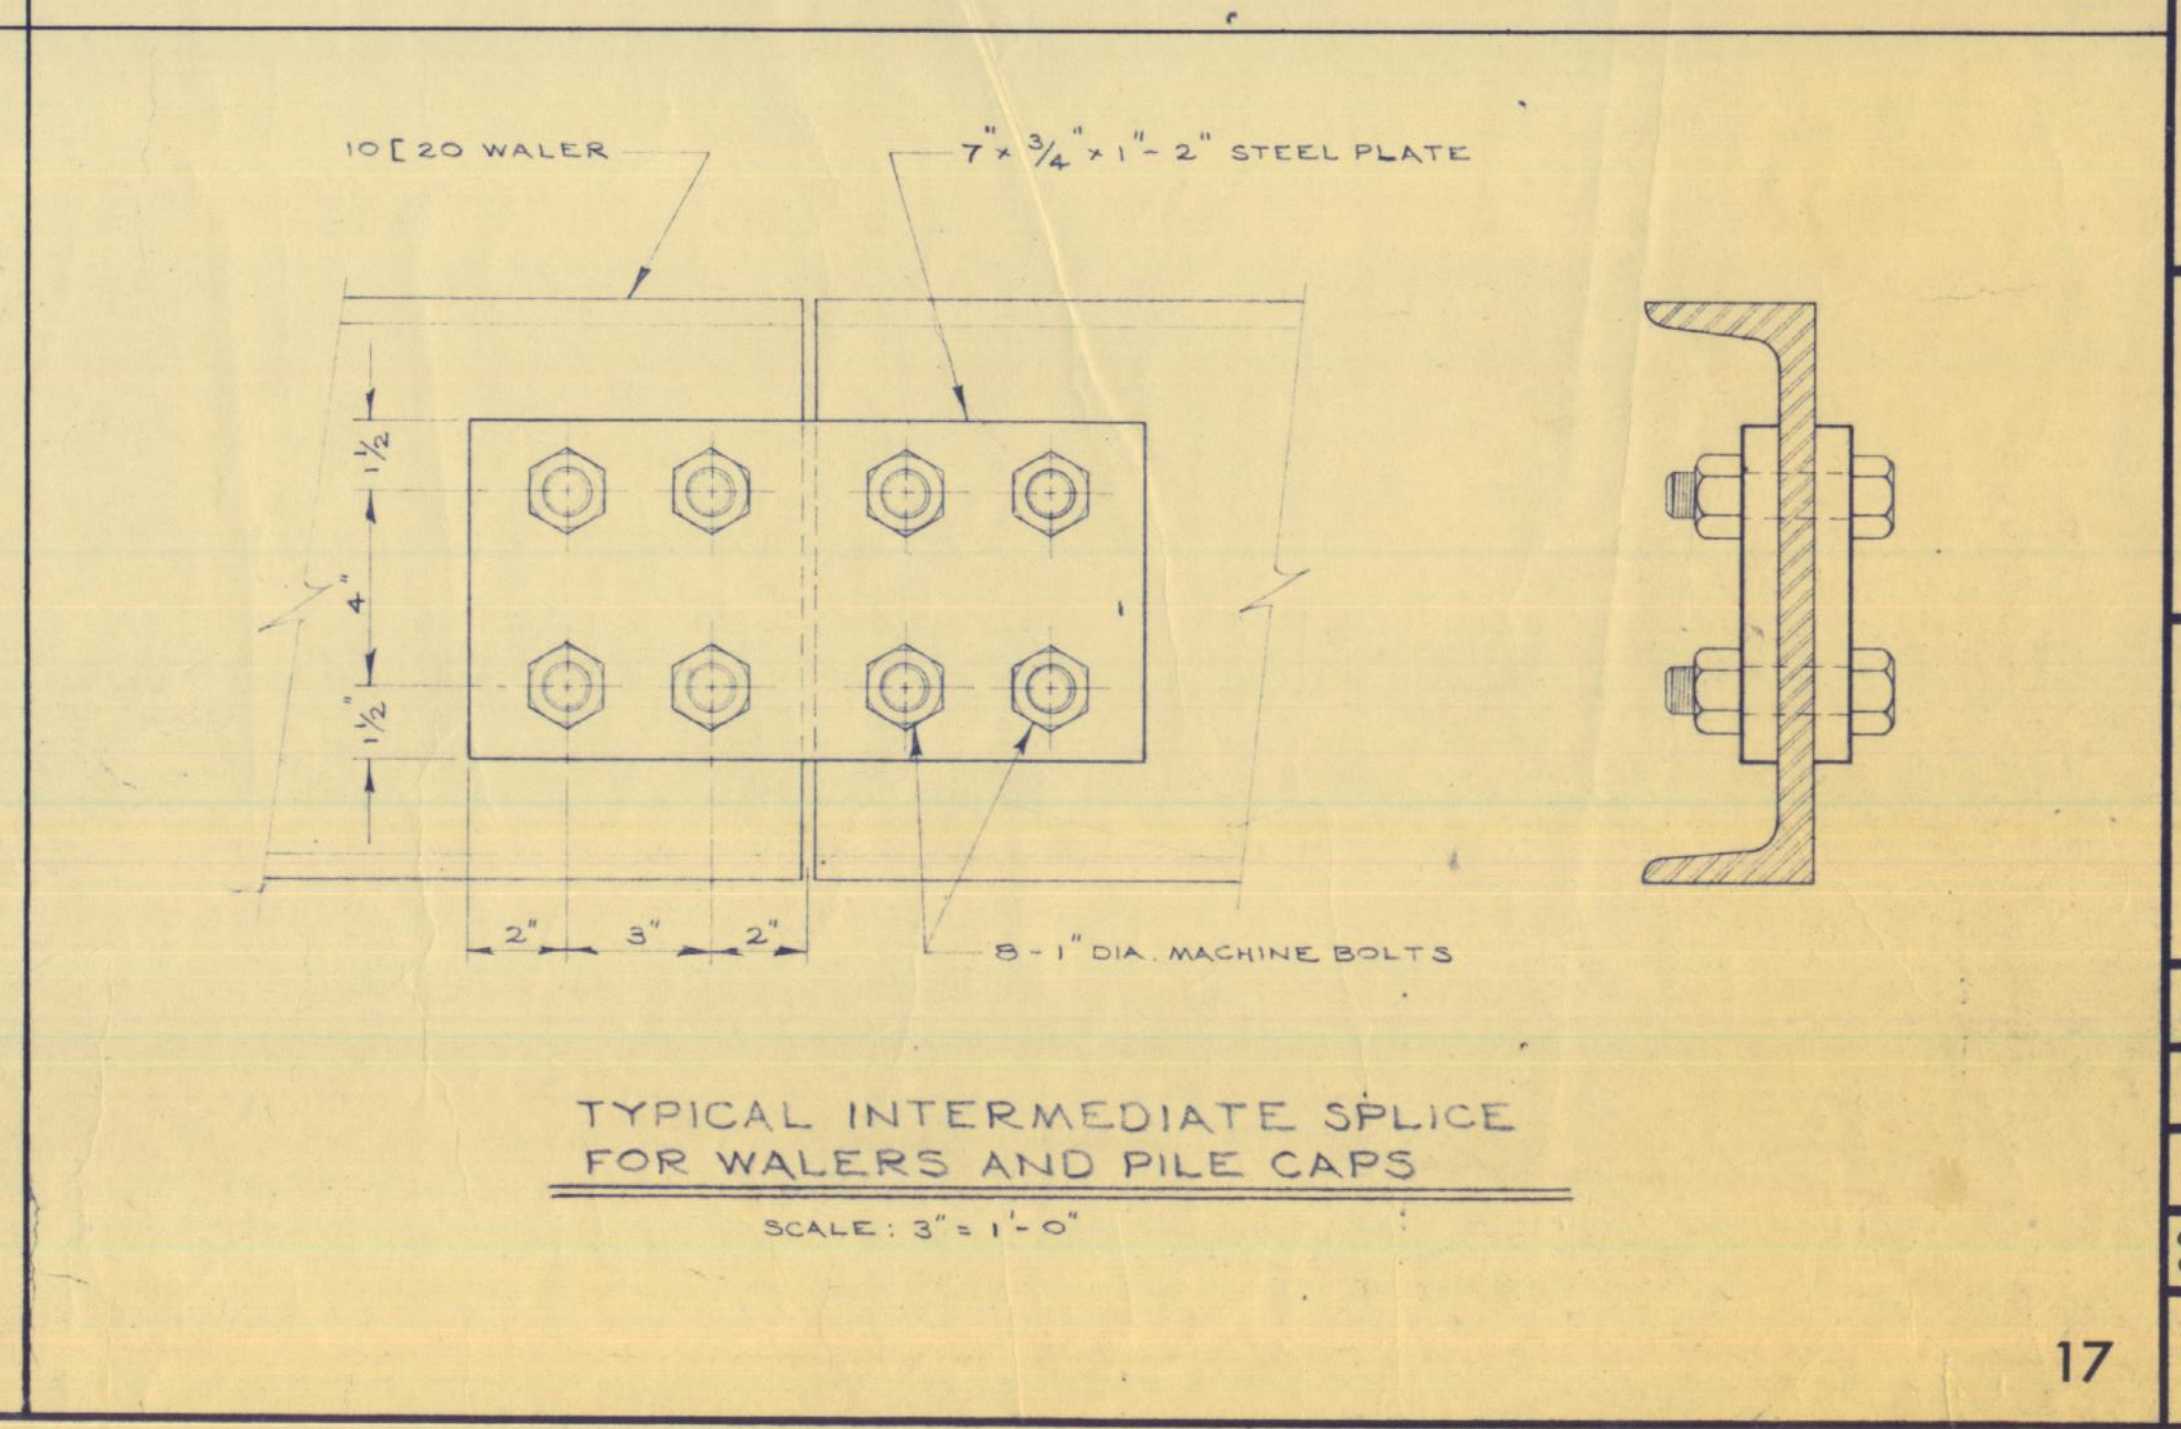 10 [ 20 WALER
7" x 3/4" x 1"- 2" STEEL PLATE
1 1/2
4"
1 1/2"
2" 3" 2"
8 - 1" DIA. MACHINE BOLTS
TYPICAL INTERMEDIATE SPLICE
FOR WALERS AND PILE CAPS
SCALE: 3" = 1'- 0"
17